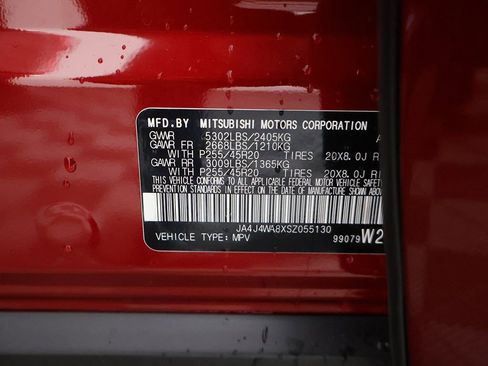 MFD.BY MITSUBISHI MOTORS CORPORATION
GVWR 5302LBS/2405KG
GAWR FR 2668LBS/1210KG
WITH P255/45R20 TIRES 20X8.0J
GAWR RR 3009LBS/1365KG
WITH P255/45R20 TIRES 20X8.0J
THIS VEHICLE CONFORMS TO ALL APPLICABLE FEDERAL MOTOR VEHICLE SAFETY
PREVENTION STANDARDS IN EFFECT ON THE DATE OF MANUFACTURE
JA4J4WA8XSZ055130
VEHICLE TYPE: MPV 99079 W2